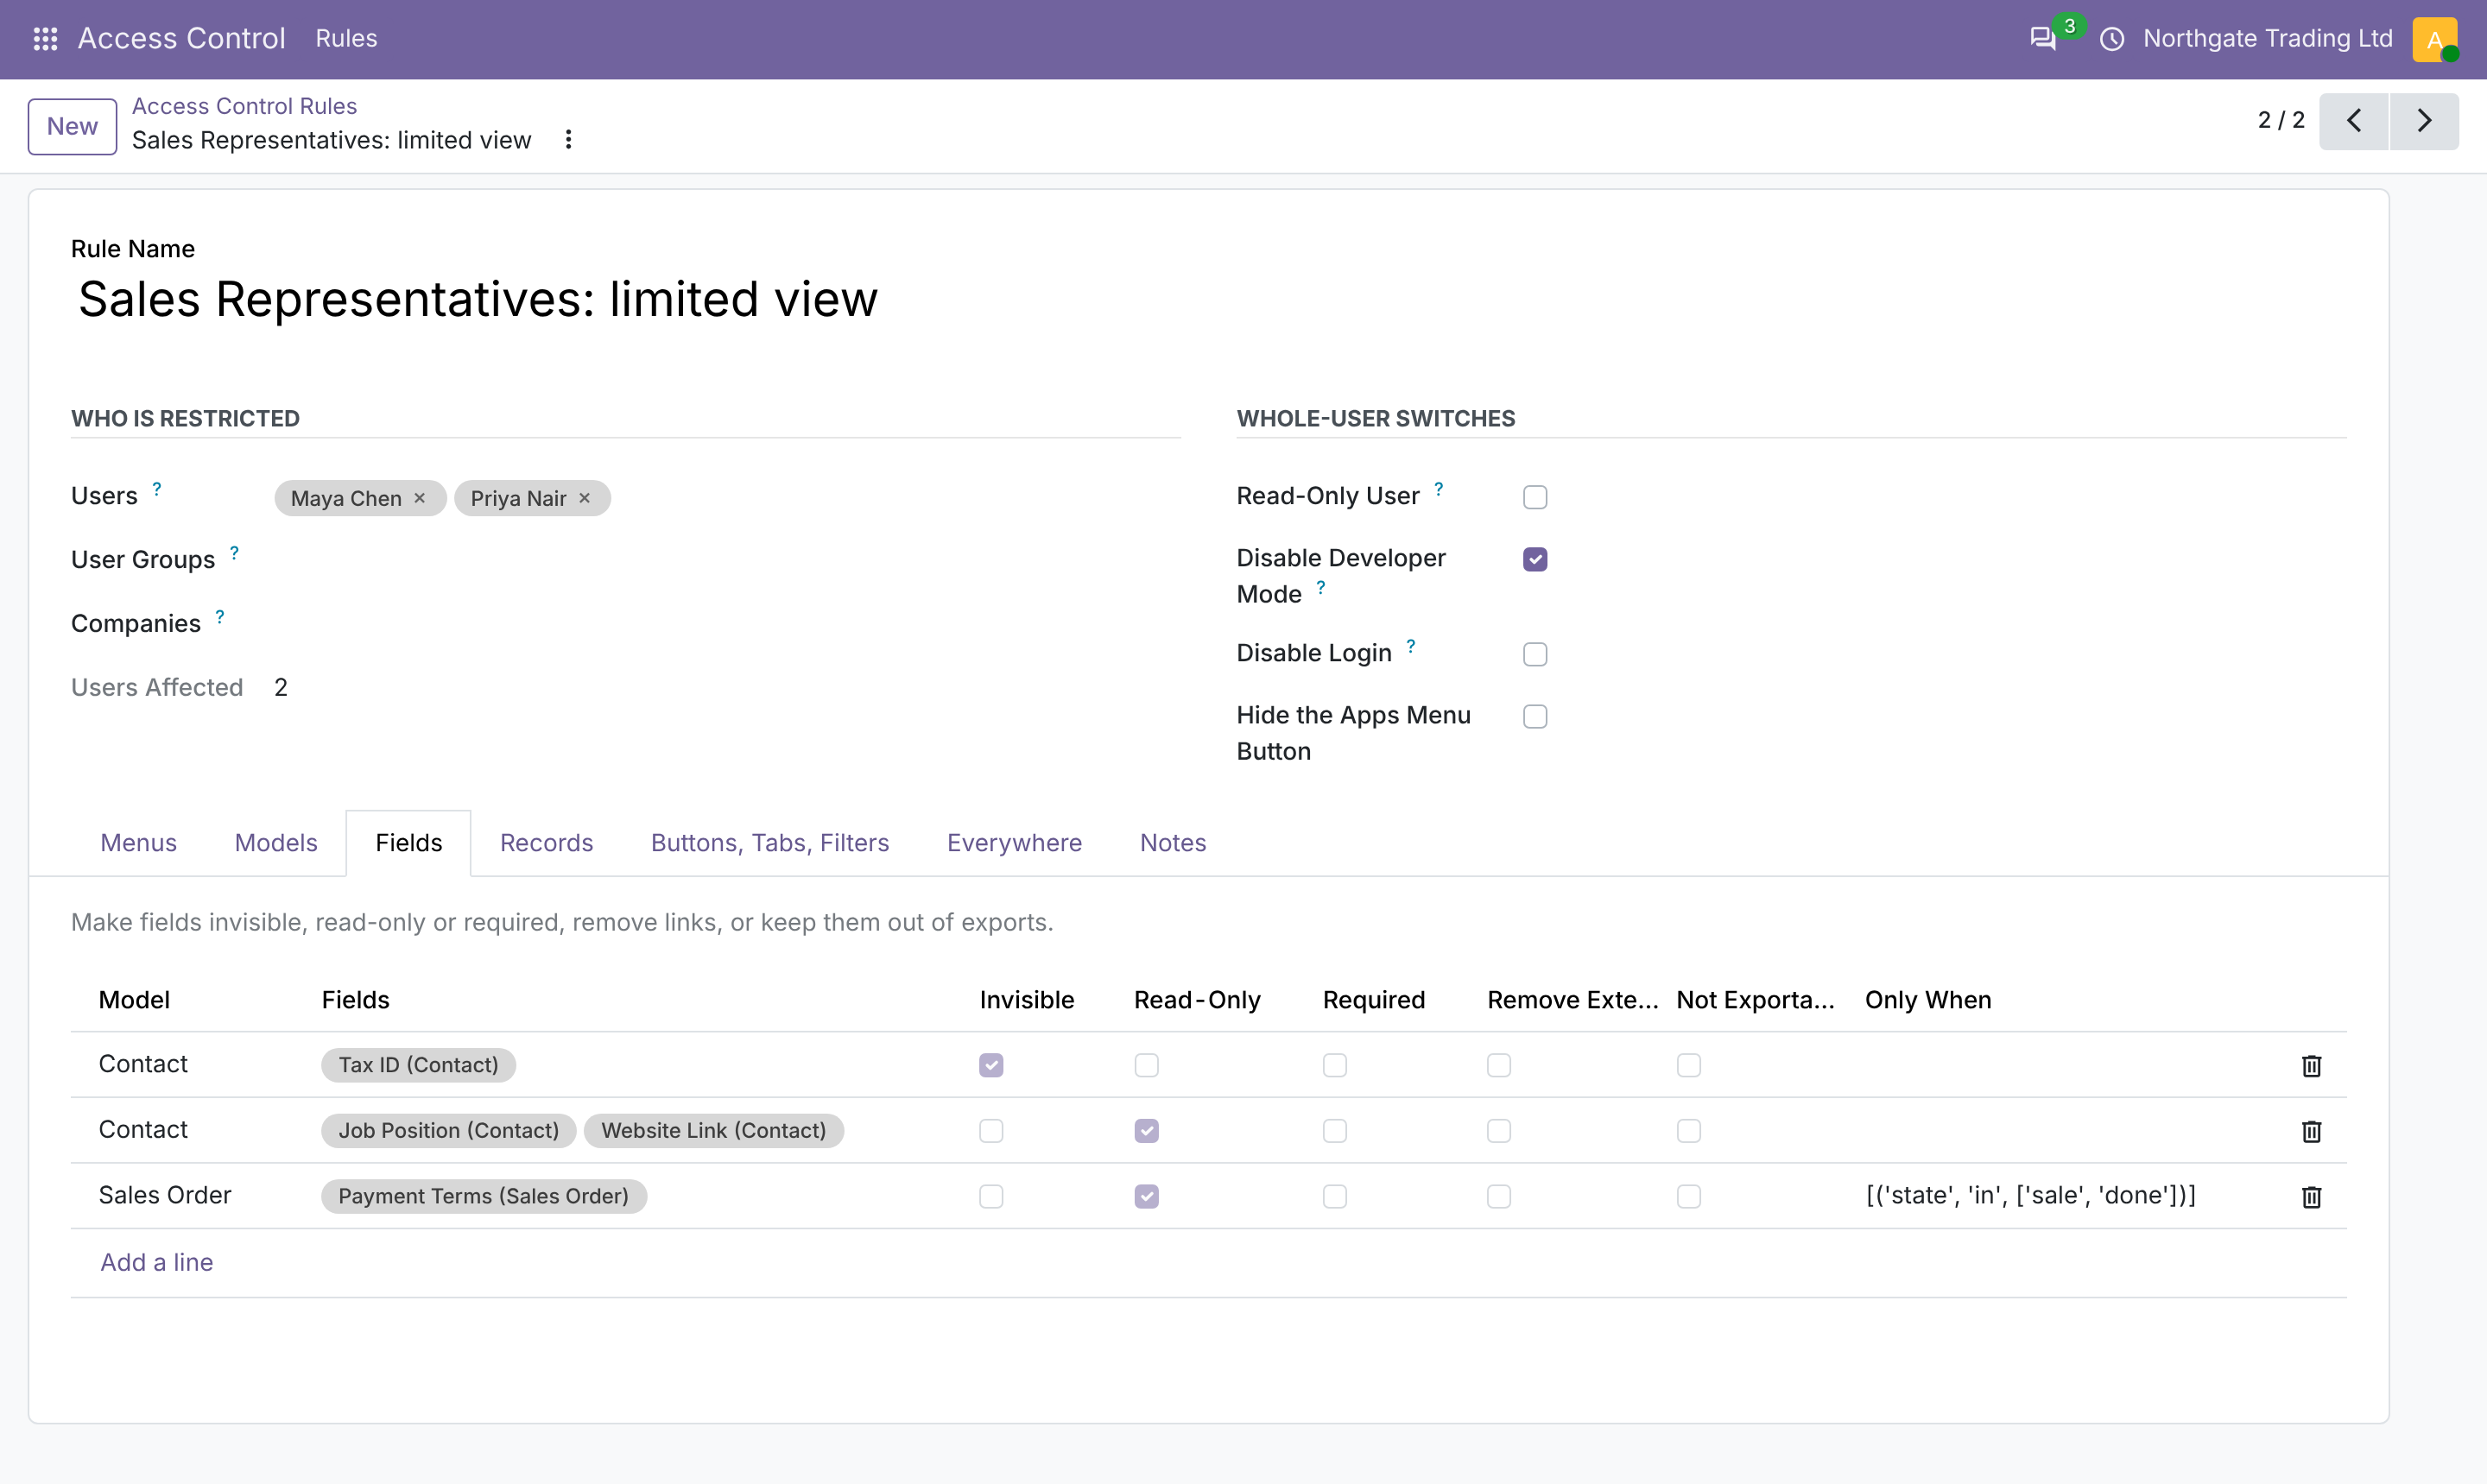 Access Control Rules 3 Northgate Trading Ltd A
New Access Control Rules
Sales Representatives: limited view
2 / 2
Rule Name
Sales Representatives: limited view
WHO IS RESTRICTED
Users ? Maya Chen × Priya Nair ×
User Groups ?
Companies ?
Users Affected 2
WHOLE-USER SWITCHES
Read-Only User ?
Disable Developer
Mode ?
Disable Login ?
Hide the Apps Menu
Button
Menus Models Fields Records Buttons, Tabs, Filters Everywhere Notes
Make fields invisible, read-only or required, remove links, or keep them out of exports.
Model Fields Invisible Read-Only Required Remove Exte... Not Exporta... Only When
Contact Tax ID (Contact)
Contact Job Position (Contact) Website Link (Contact)
Sales Order Payment Terms (Sales Order) [('state', 'in', ['sale', 'done'])]
Add a line